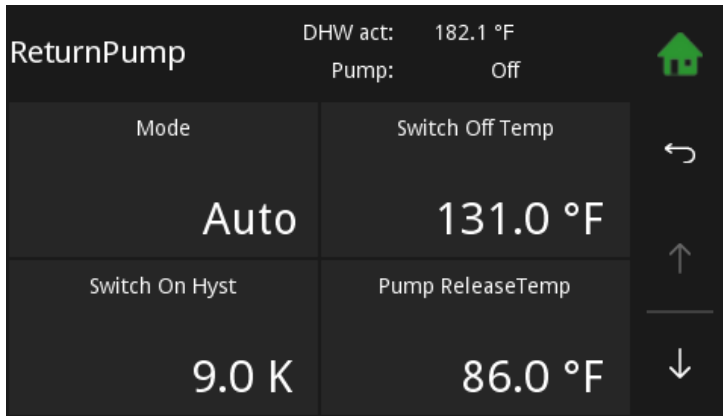 ReturnPump
DHW act: 182.1 °F
Pump: Off
Mode
Auto
Switch Off Temp
131.0 °F
Switch On Hyst
9.0 K
Pump ReleaseTemp
86.0 °F